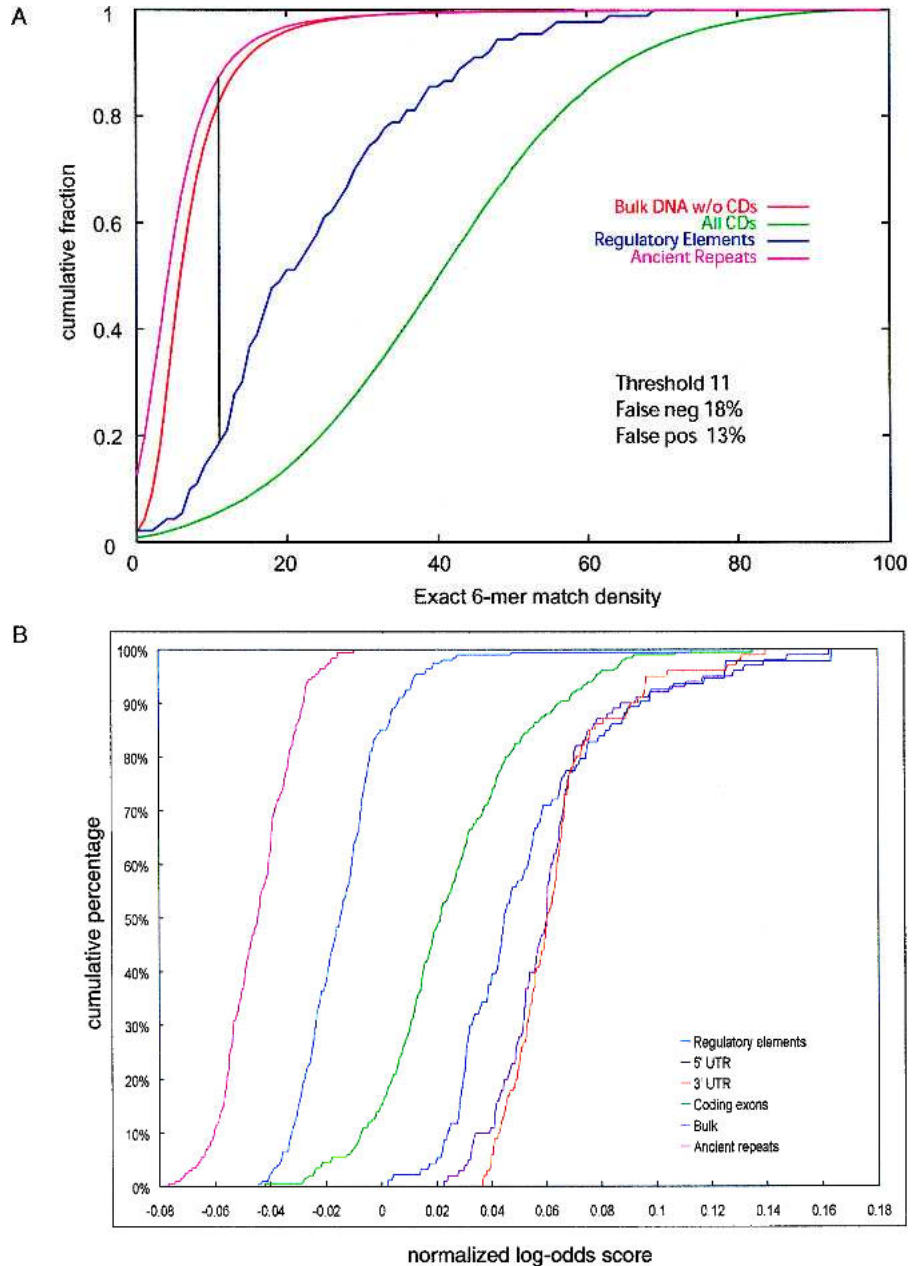 A
1
0.8
0.6
0.4
0.2
0
0
20
40
60
80
100
cumulative fraction
Exact 6-mer match density
Bulk DNA w/o CDs
All CDs
Regulatory Elements
Ancient Repeats
Threshold 11
False neg 18%
False pos 13%
B
100%
90%
80%
70%
60%
50%
40%
30%
20%
10%
0%
cumulative percentage
-0.08
-0.06
-0.04
-0.02
0
0.02
0.04
0.06
0.08
0.1
0.12
0.14
0.16
0.18
normalized log-odds score
Regulatory elements
5' UTR
3' UTR
Coding exons
Bulk
Ancient repeats